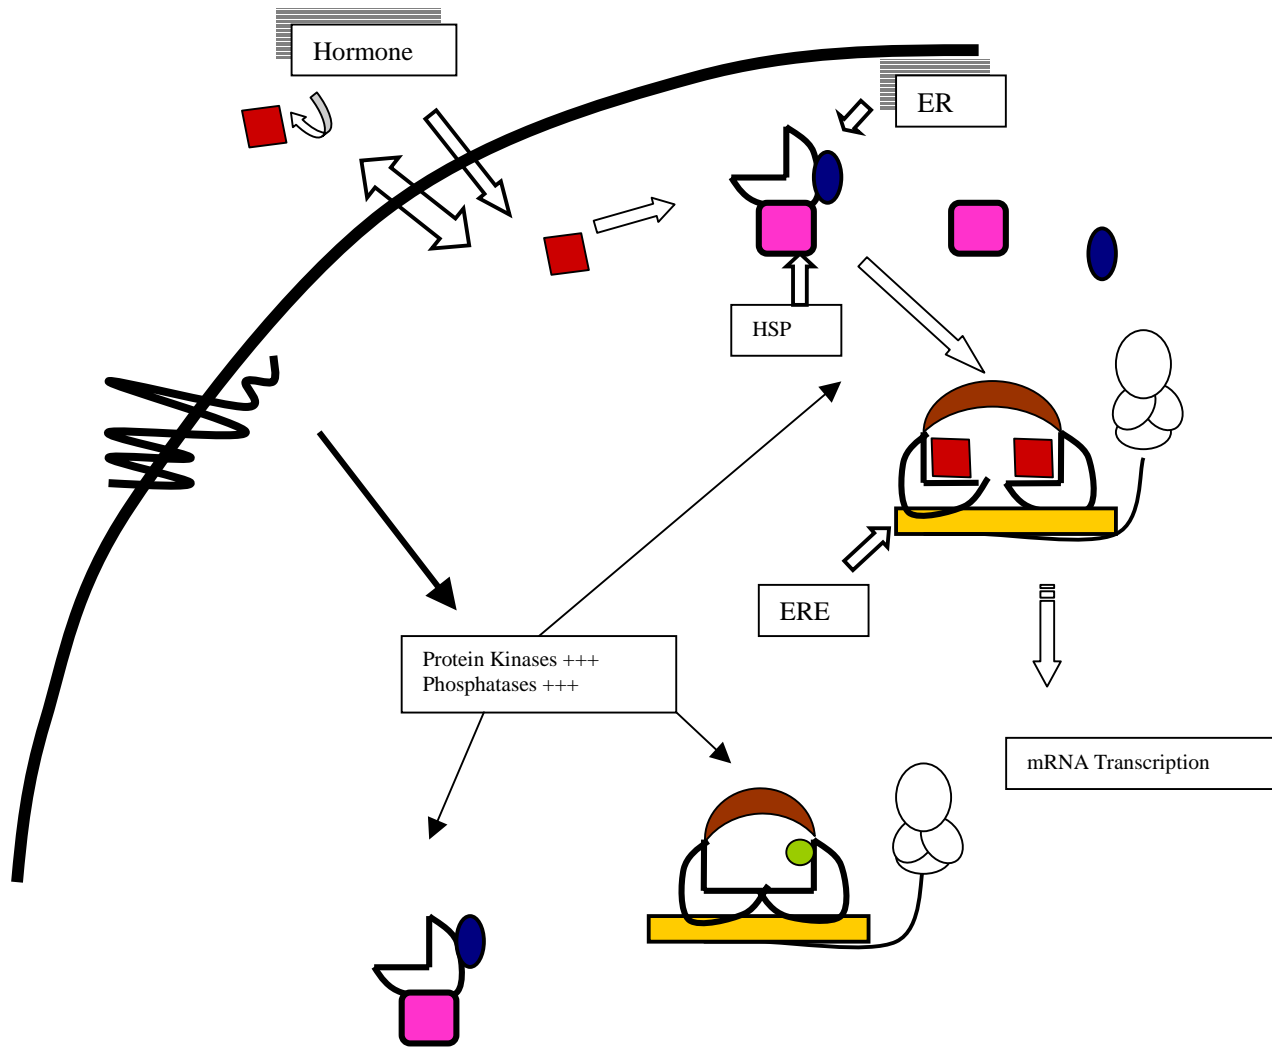 Hormone
ER
HSP
ERE
Protein Kinases +++
Phosphatases +++
mRNA Transcription